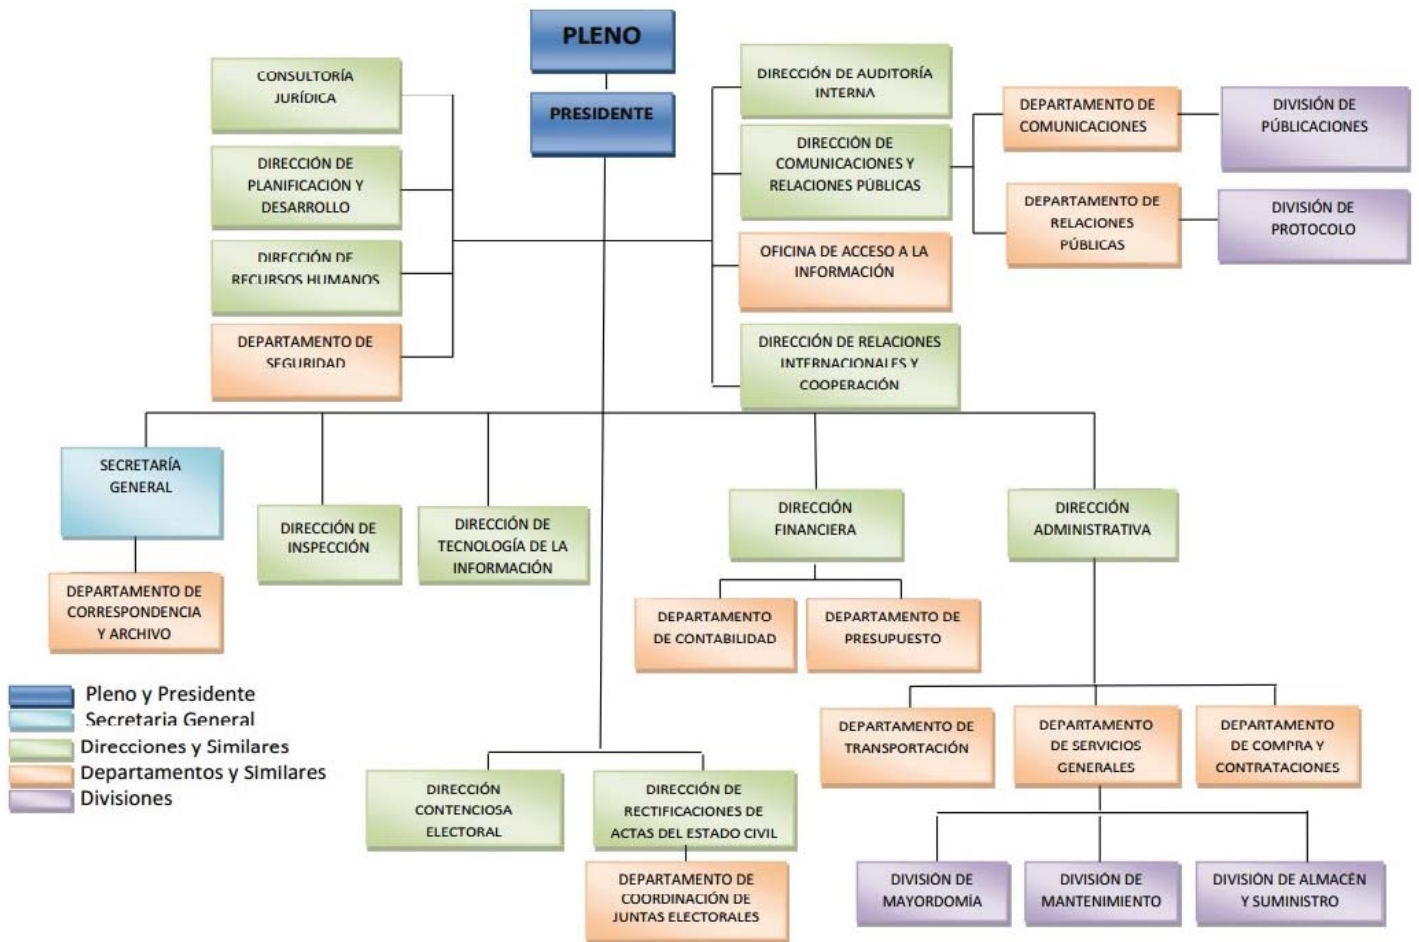 PLENO
PRESIDENTE
CONSULTORÍA
JURÍDICA
DIRECCIÓN DE
PLANIFICACIÓN Y
DESARROLLO
DIRECCIÓN DE
RECURSOS HUMANOS
DEPARTAMENTO DE
SEGURIDAD
DIRECCIÓN DE AUDITORÍA
INTERNA
DIRECCIÓN DE
COMUNICACIONES Y
RELACIONES PÚBLICAS
OFICINA DE ACCESO A LA
INFORMACIÓN
DIRECCIÓN DE RELACIONES
INTERNACIONALES Y
COOPERACIÓN
DEPARTAMENTO DE
COMUNICACIONES
DIVISIÓN DE
PÚBLICACIONES
DEPARTAMENTO DE
RELACIONES
PÚBLICAS
DIVISIÓN DE
PROTOCOLO
SECRETARÍA
GENERAL
DEPARTAMENTO DE
CORRESPONDENCIA
Y ARCHIVO
DIRECCIÓN DE
INSPECCIÓN
DIRECCIÓN DE
TECNOLOGÍA DE LA
INFORMACIÓN
DIRECCIÓN
FINANCIERA
DEPARTAMENTO
DE CONTABILIDAD
DEPARTAMENTO DE
PRESUPUESTO
DIRECCIÓN
ADMINISTRATIVA
DEPARTAMENTO DE
TRANSPORTACIÓN
DEPARTAMENTO
DE SERVICIOS
GENERALES
DEPARTAMENTO
DE COMPRA Y
CONTRATACIONES
DIVISIÓN DE
MAYORDOMÍA
DIVISIÓN DE
MANTENIMIENTO
DIVISIÓN DE ALMACÉN
Y SUMINISTRO
DIRECCIÓN
CONTENCIOSA
ELECTORAL
DIRECCIÓN DE
RECTIFICACIONES DE
ACTAS DEL ESTADO CIVIL
DEPARTAMENTO DE
COORDINACIÓN DE
JUNTAS ELECTORALES
Pleno y Presidente
Secretaria General
Direcciones y Similares
Departamentos y Similares
Divisiones